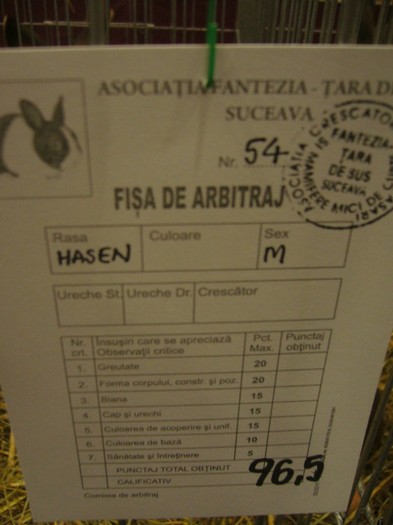 ASOCIAȚIA FANTEZIA - ȚARA DE
SUCEAVA
Nr. 54
FANTEZIA-
ȚARA
DE SUS
SUCEAVA
FIȘA DE ARBITRAJ
Rasa Culoare Sex
HASEN M
Ureche St. Ureche Dr. Crescător
Nr. crt. Însușiri care se apreciază Observații critice Pct. Max. Punctaj obținut
1. Greutate 20
2. Forma corpului, constr. și poz. 20
3. Blana 15
4. Cap și urechi 15
5. Culoarea de acoperire și unif. 15
6. Culoarea de bază 10
7. Sănătate și întreținere 5
PUNCTAJ TOTAL OBȚINUT 96,5
CALIFICATIV
Comisia de arbitraj